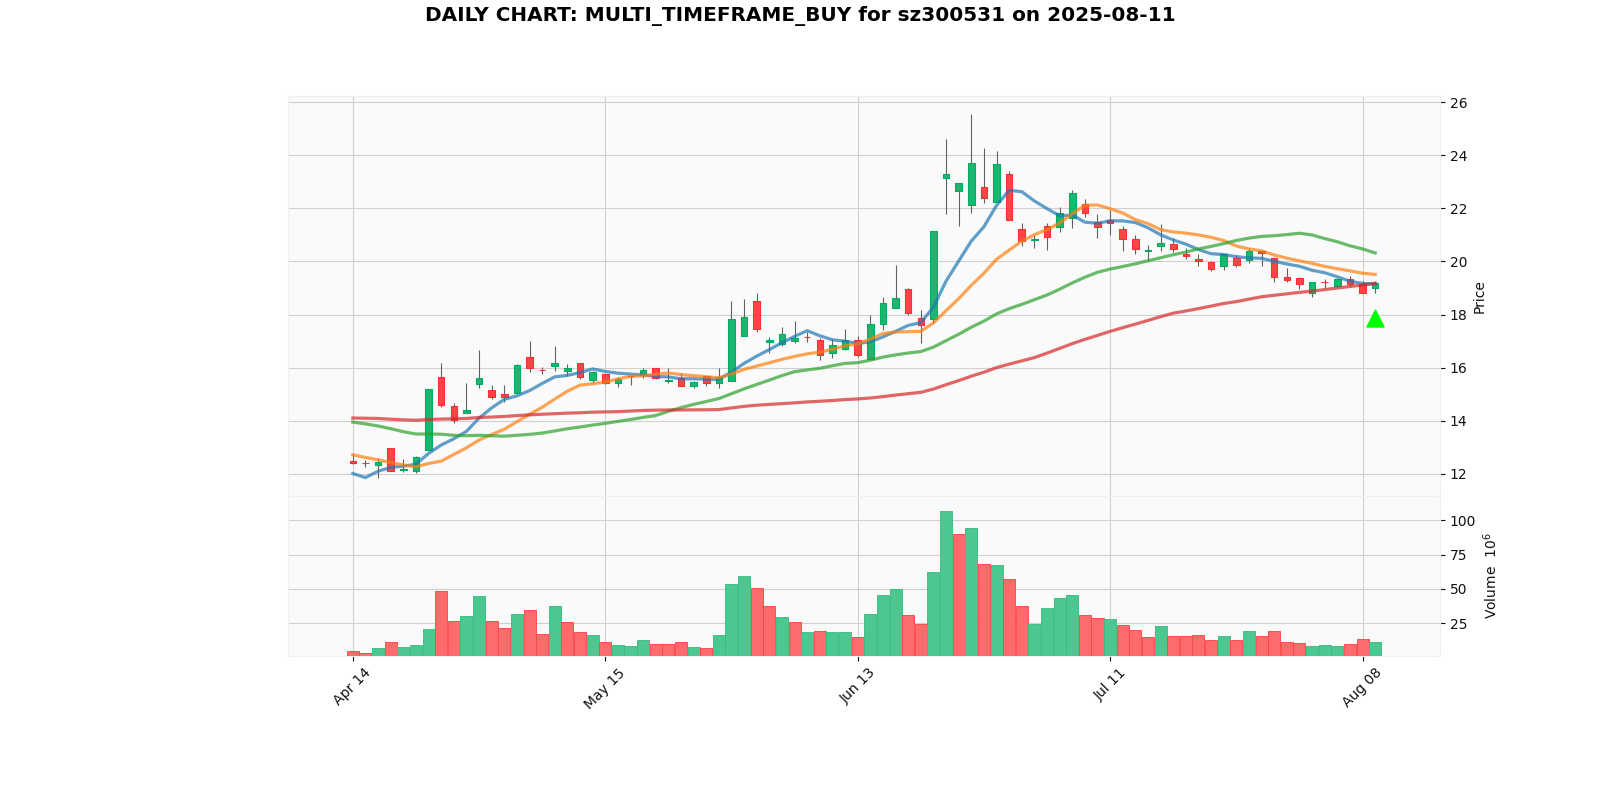 DAILY CHART: MULTI_TIMEFRAME_BUY for sz300531 on 2025-08-11
26
24
22
20
18
16
14
12
Price
100
75
50
25
Volume 10^6
Apr 14
May 15
Jun 13
Jul 11
Aug 08